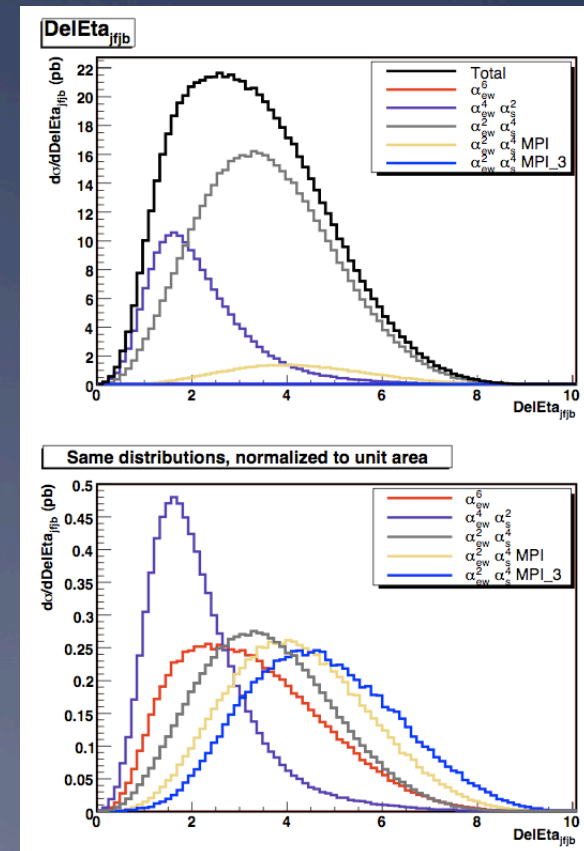 DelEta_jfjb
dσ/dDelEta_jfjb (pb)
22
20
18
16
14
12
10
8
6
4
2
0
Total
α_ew^6
α_ew^4 α_s^2
α_ew^2 α_s^4
α_ew^2 α_s^4 MPI
α_ew^2 α_s^4 MPI_3
0 2 4 6 8 10
DelEta_jfjb
Same distributions, normalized to unit area
dσ/dDelEta_jfjb (pb)
0.5
0.45
0.4
0.35
0.3
0.25
0.2
0.15
0.1
0.05
0
α_ew^6
α_ew^4 α_s^2
α_ew^2 α_s^4
α_ew^2 α_s^4 MPI
α_ew^2 α_s^4 MPI_3
0 2 4 6 8 10
DelEta_jfjb